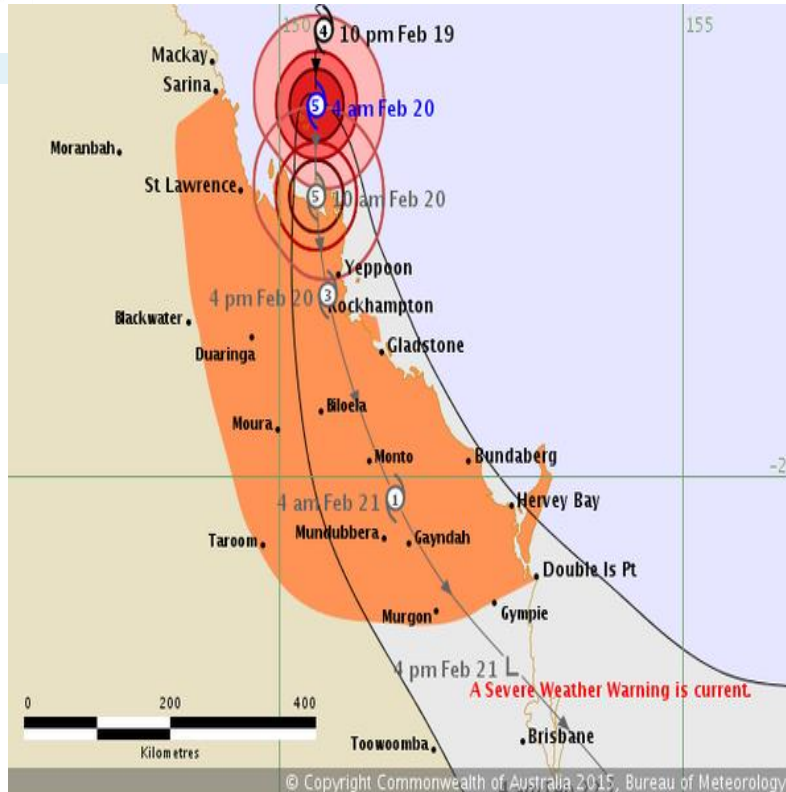 150
155
4
10 pm Feb 19
Mackay
Sarina
5
4 am Feb 20
Moranbah
St Lawrence
5
10 am Feb 20
Yeppoon
4 pm Feb 20
3
Rockhampton
Blackwater
Duaringa
Gladstone
Biloela
Moura
Monto
Bundaberg
-2
4 am Feb 21
1
Hervey Bay
Taroom
Mundubbera
Gayndah
Double Is Pt
Murgon
Gympie
4 pm Feb 21 L
A Severe Weather Warning is current.
0 200 400
Kilometres
Toowoomba
Brisbane
© Copyright Commonwealth of Australia 2015, Bureau of Meteorology